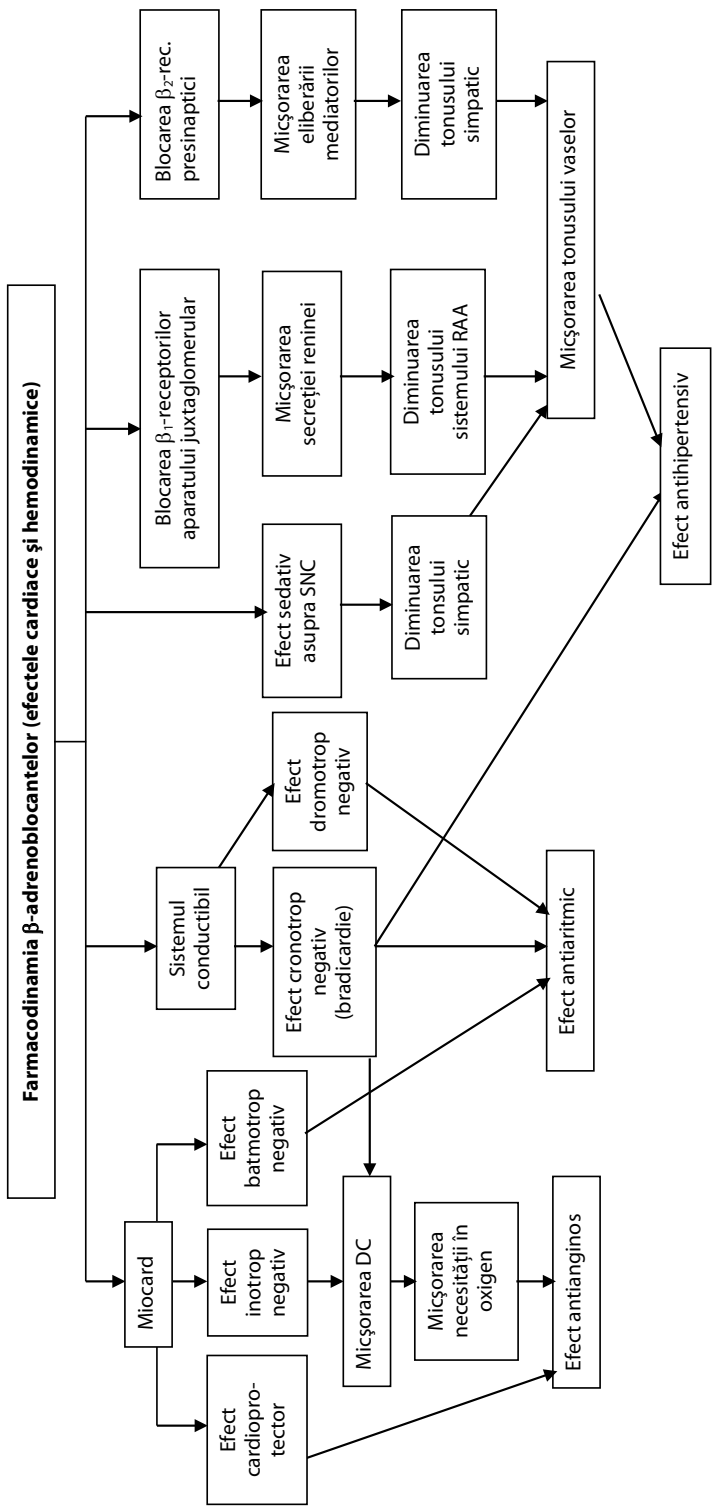 Farmacodinamia β-adrenoblocantelor (efectele cardiace şi hemodinamice)
Miocard
Sistemul
conductibil
Efect sedativ
asupra SNC
Blocarea β₁-receptorilor
aparatului juxtaglomerular
Blocarea β₂-rec.
presinaptici
Efect
cardiopro-
tector
Efect
inotrop
negativ
Efect
batmotrop
negativ
Efect cronotrop
negativ
(bradicardie)
Efect
dromotrop
negativ
Micşorarea
secreţiei reninei
Micşorarea
eliberării
mediatorilor
Micşorarea DC
Diminuarea
tonsului
simpatic
Diminuarea
tonusului
sistemului RAA
Diminuarea
tonusului
simpatic
Micşorarea
necesităţii în
oxigen
Micşorarea tonusului vaselor
Efect antianginos
Efect antiaritmic
Efect antihipertensiv